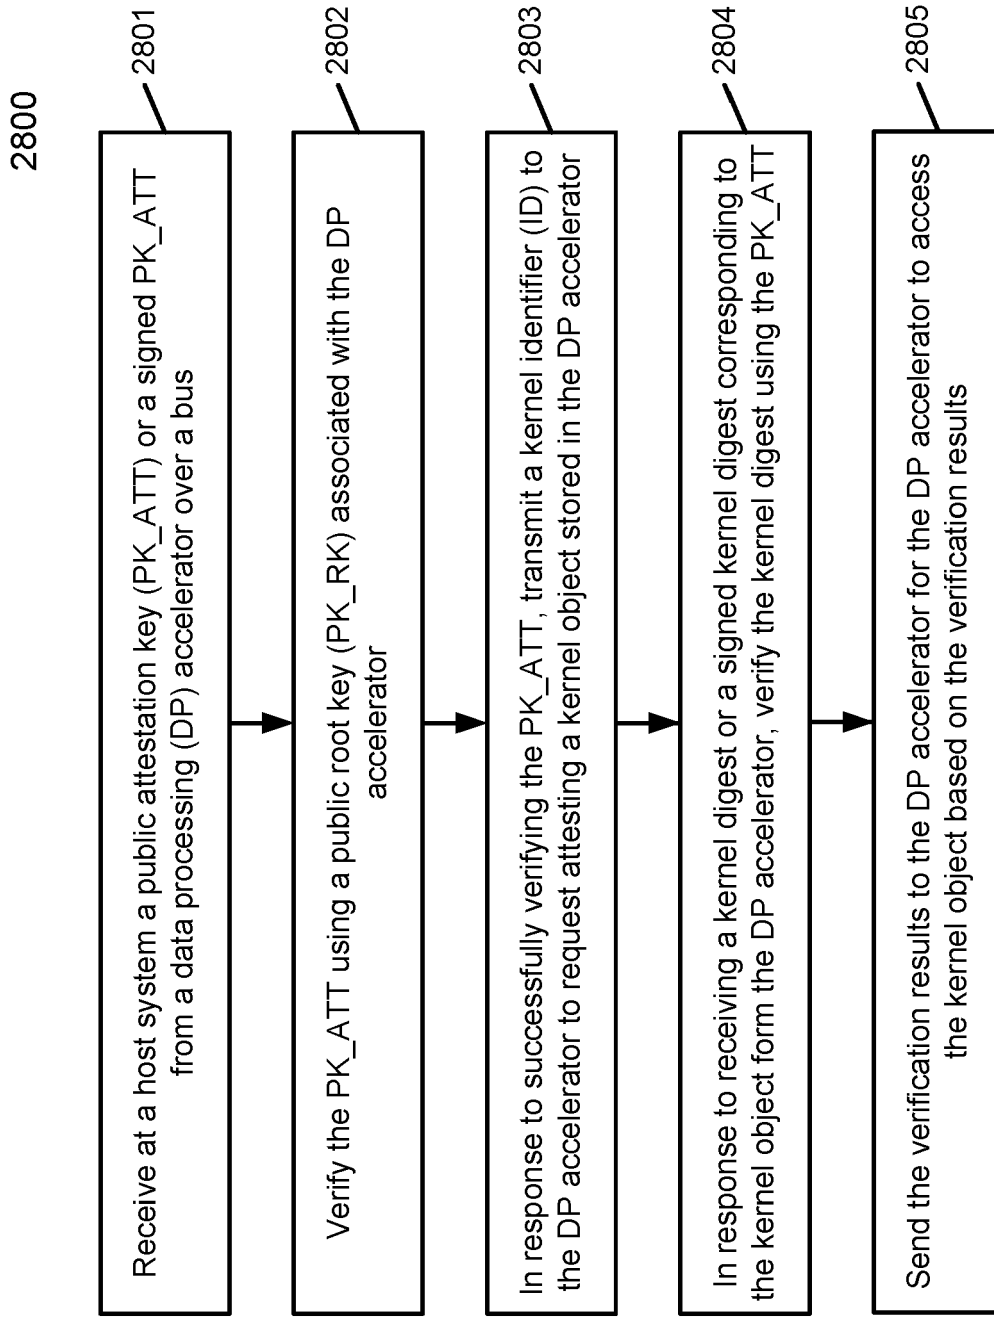 2800
Receive at a host system a public attestation key (PK_ATT) or a signed PK_ATT
from a data processing (DP) accelerator over a bus
2801
Verify the PK_ATT using a public root key (PK_RK) associated with the DP
accelerator
2802
In response to successfully verifying the PK_ATT, transmit a kernel identifier (ID) to
the DP accelerator to request attesting a kernel object stored in the DP accelerator
2803
In response to receiving a kernel digest or a signed kernel digest corresponding to
the kernel object form the DP accelerator, verify the kernel digest using the PK_ATT
2804
Send the verification results to the DP accelerator for the DP accelerator to access
the kernel object based on the verification results
2805